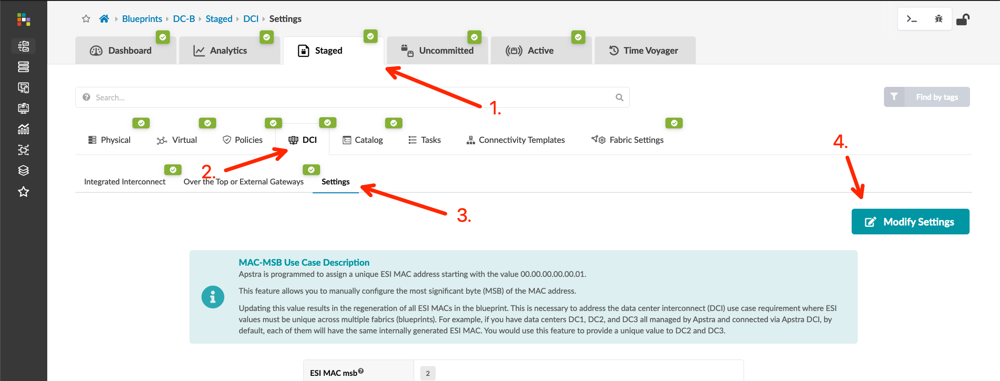 Blueprints DC-B Staged DCI Settings
Dashboard Analytics Staged Uncommitted Active Time Voyager
Search...
Find by tags
1.
Physical Virtual Policies DCI Catalog Tasks Connectivity Templates Fabric Settings
4.
2.
Integrated Interconnect Over the Top or External Gateways Settings
3.
Modify Settings
MAC-MSB Use Case Description
Apstra is programmed to assign a unique ESI MAC address starting with the value 00.00.00.00.00.01.
This feature allows you to manually configure the most significant byte (MSB) of the MAC address.
Updating this value results in the regeneration of all ESI MACs in the blueprint. This is necessary to address the data center interconnect (DCI) use case requirement where ESI
values must be unique across multiple fabrics (blueprints). For example, if you have data centers DC1, DC2, and DC3 all managed by Apstra and connected via Apstra DCI, by
default, each of them will have the same internally generated ESI MAC. You would use this feature to provide a unique value to DC2 and DC3.
ESI MAC msb 2